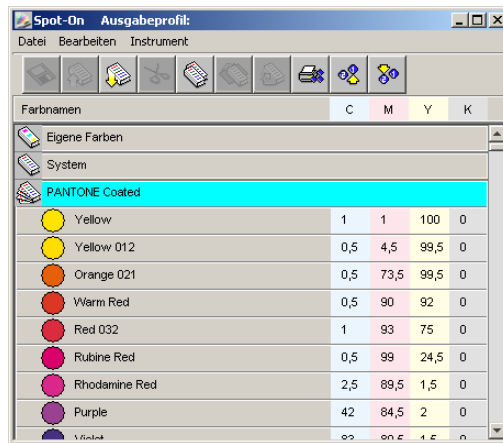 Spot-On Ausgabeprofil:
Datei Bearbeiten Instrument
Farbnamen C M Y K
Eigene Farben
System
PANTONE Coated
Yellow 1 1 100 0
Yellow 012 0,5 4,5 99,5 0
Orange 021 0,5 73,5 99,5 0
Warm Red 0,5 90 92 0
Red 032 1 93 75 0
Rubine Red 0,5 99 24,5 0
Rhodamine Red 2,5 89,5 1,5 0
Purple 42 84,5 2 0
Violet